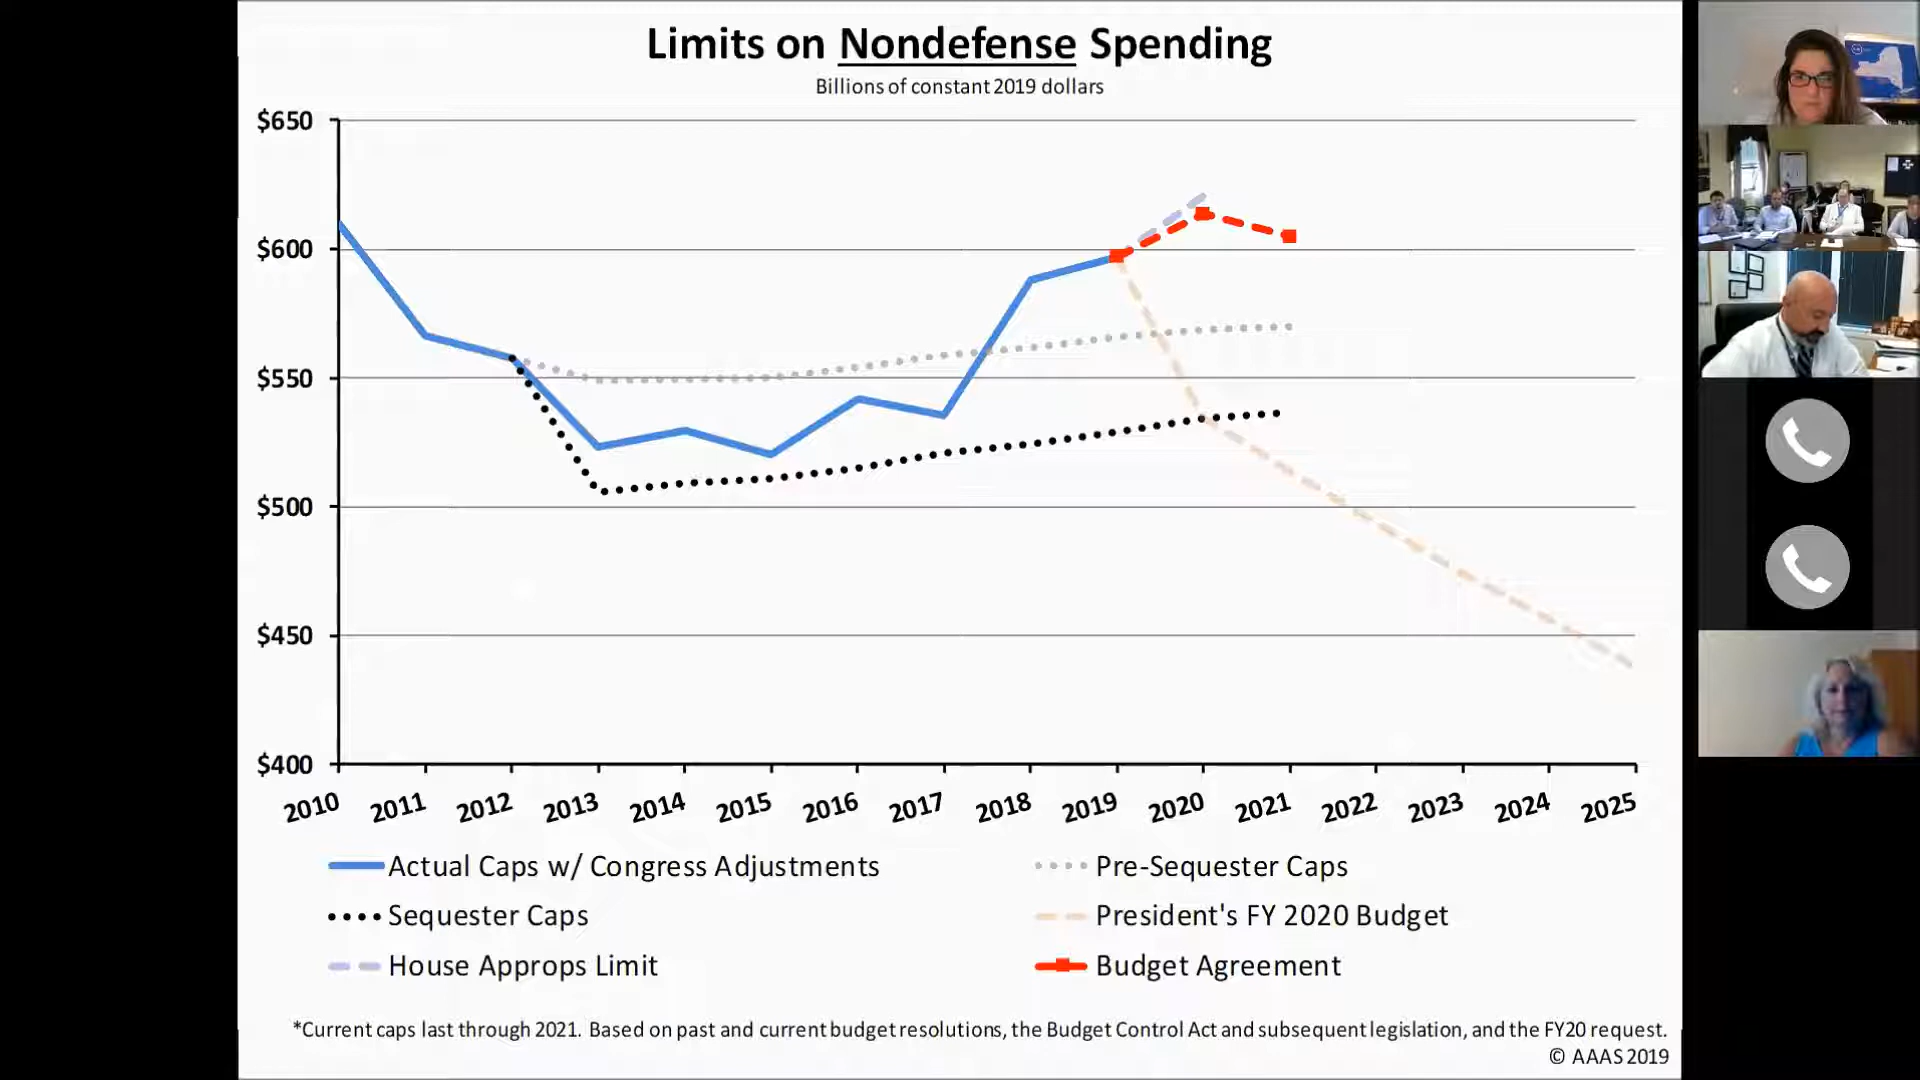 Limits on Nondefense Spending
Billions of constant 2019 dollars
$650
$600
$550
$500
$450
$400
2010 2011 2012 2013 2014 2015 2016 2017 2018 2019 2020 2021 2022 2023 2024 2025
Actual Caps w/ Congress Adjustments
Pre-Sequester Caps
Sequester Caps
President's FY 2020 Budget
House Approps Limit
Budget Agreement
*Current caps last through 2021. Based on past and current budget resolutions, the Budget Control Act and subsequent legislation, and the FY20 request.
© AAAS 2019